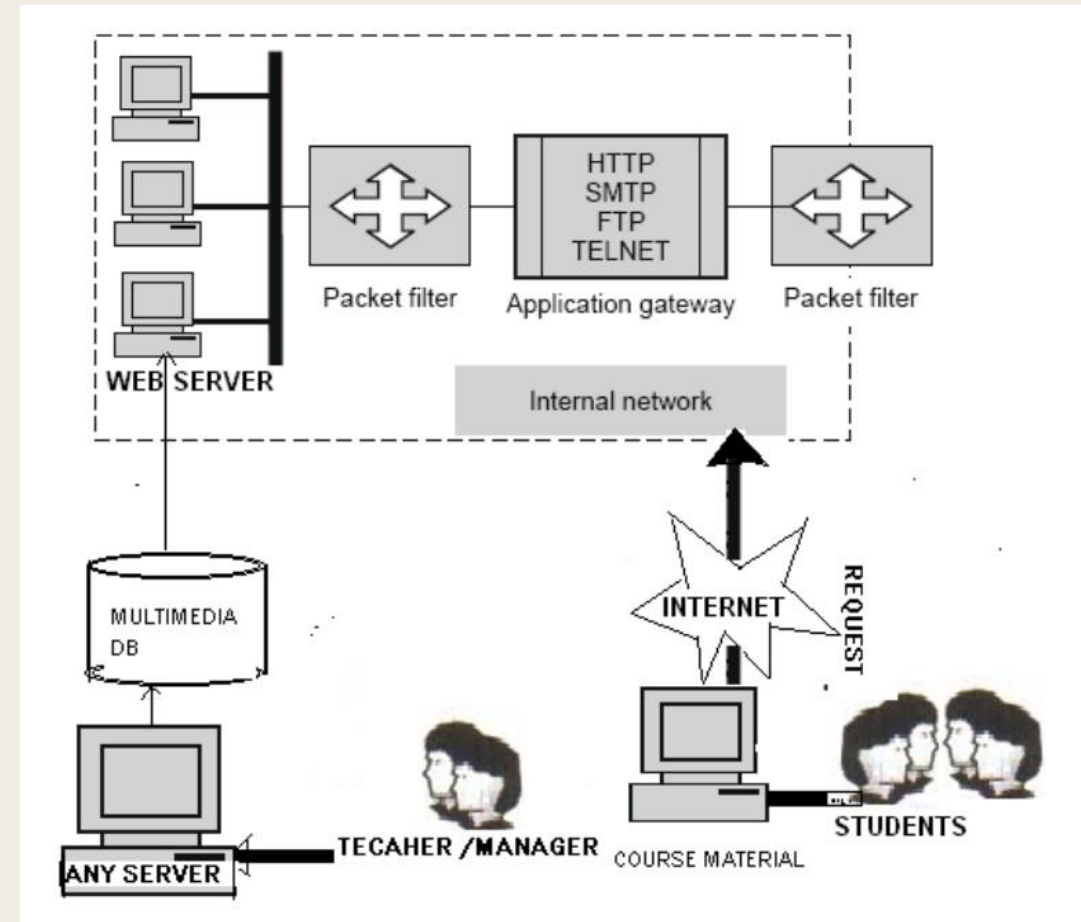 HTTP
SMTP
FTP
TELNET
Packet filter
Application gateway
Packet filter
WEB SERVER
Internal network
MULTIMEDIA
DB
INTERNET
REQUEST
ANY SERVER
TECAHER /MANAGER
COURSE MATERIAL
STUDENTS